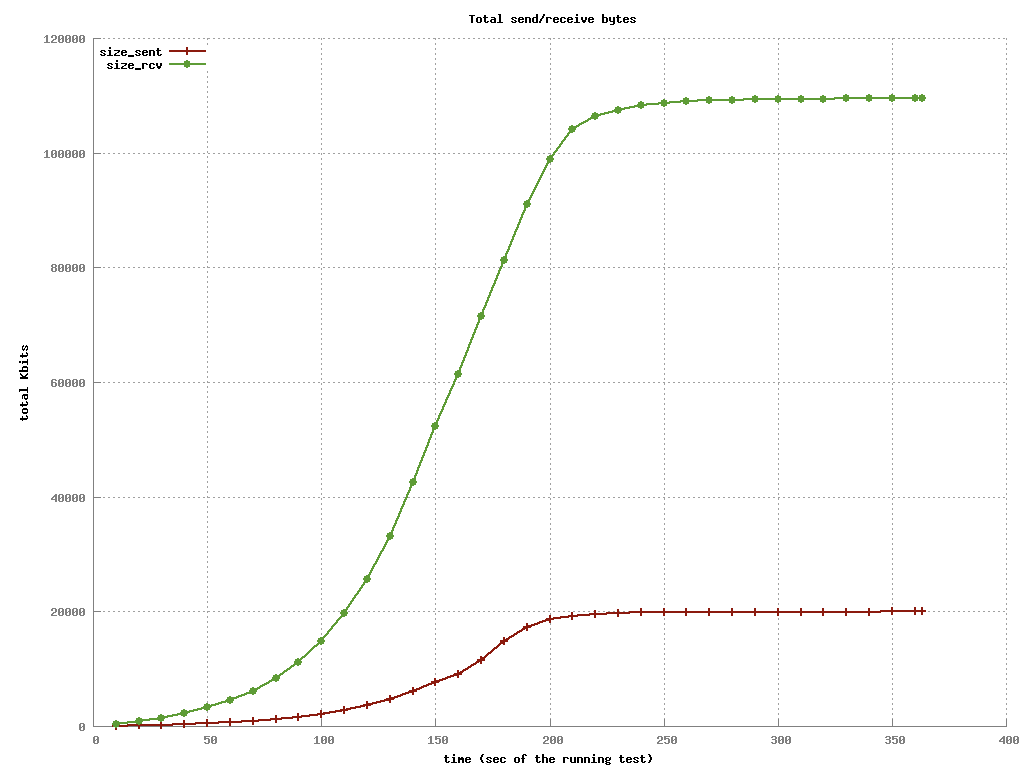 Total send/receive bytes
120000
size_sent
size_rcv
100000
80000
total Kbits
60000
40000
20000
0
0 50 100 150 200 250 300 350 400
time (sec of the running test)